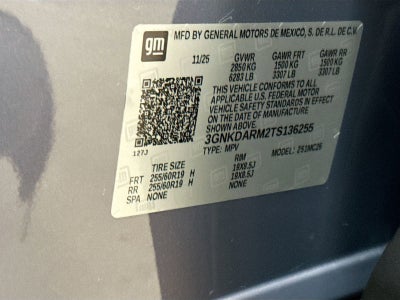 gm
MFD BY GENERAL MOTORS DE MEXICO, S. DE R.L. DE C.V.
11/25 GVWR GAWR FRT GAWR RR
2850 KG 1500 KG 1500 KG
6283 LB 3307 LB 3307 LB
THIS VEHICLE CONFORMS TO ALL
APPLICABLE U.S. FEDERAL MOTOR
VEHICLE SAFETY STANDARDS IN EFFECT
ON THE DATE OF MANUFACTURE SHOWN ABOVE.
3GNKDARM2TS136255
TYPE: MPV MODEL: 251MC26
1273
TIRE SIZE RIM
FRT 255/60R19 H 19X8.5J
RR 255/60R19 H 19X8.5J
SPA NONE NONE